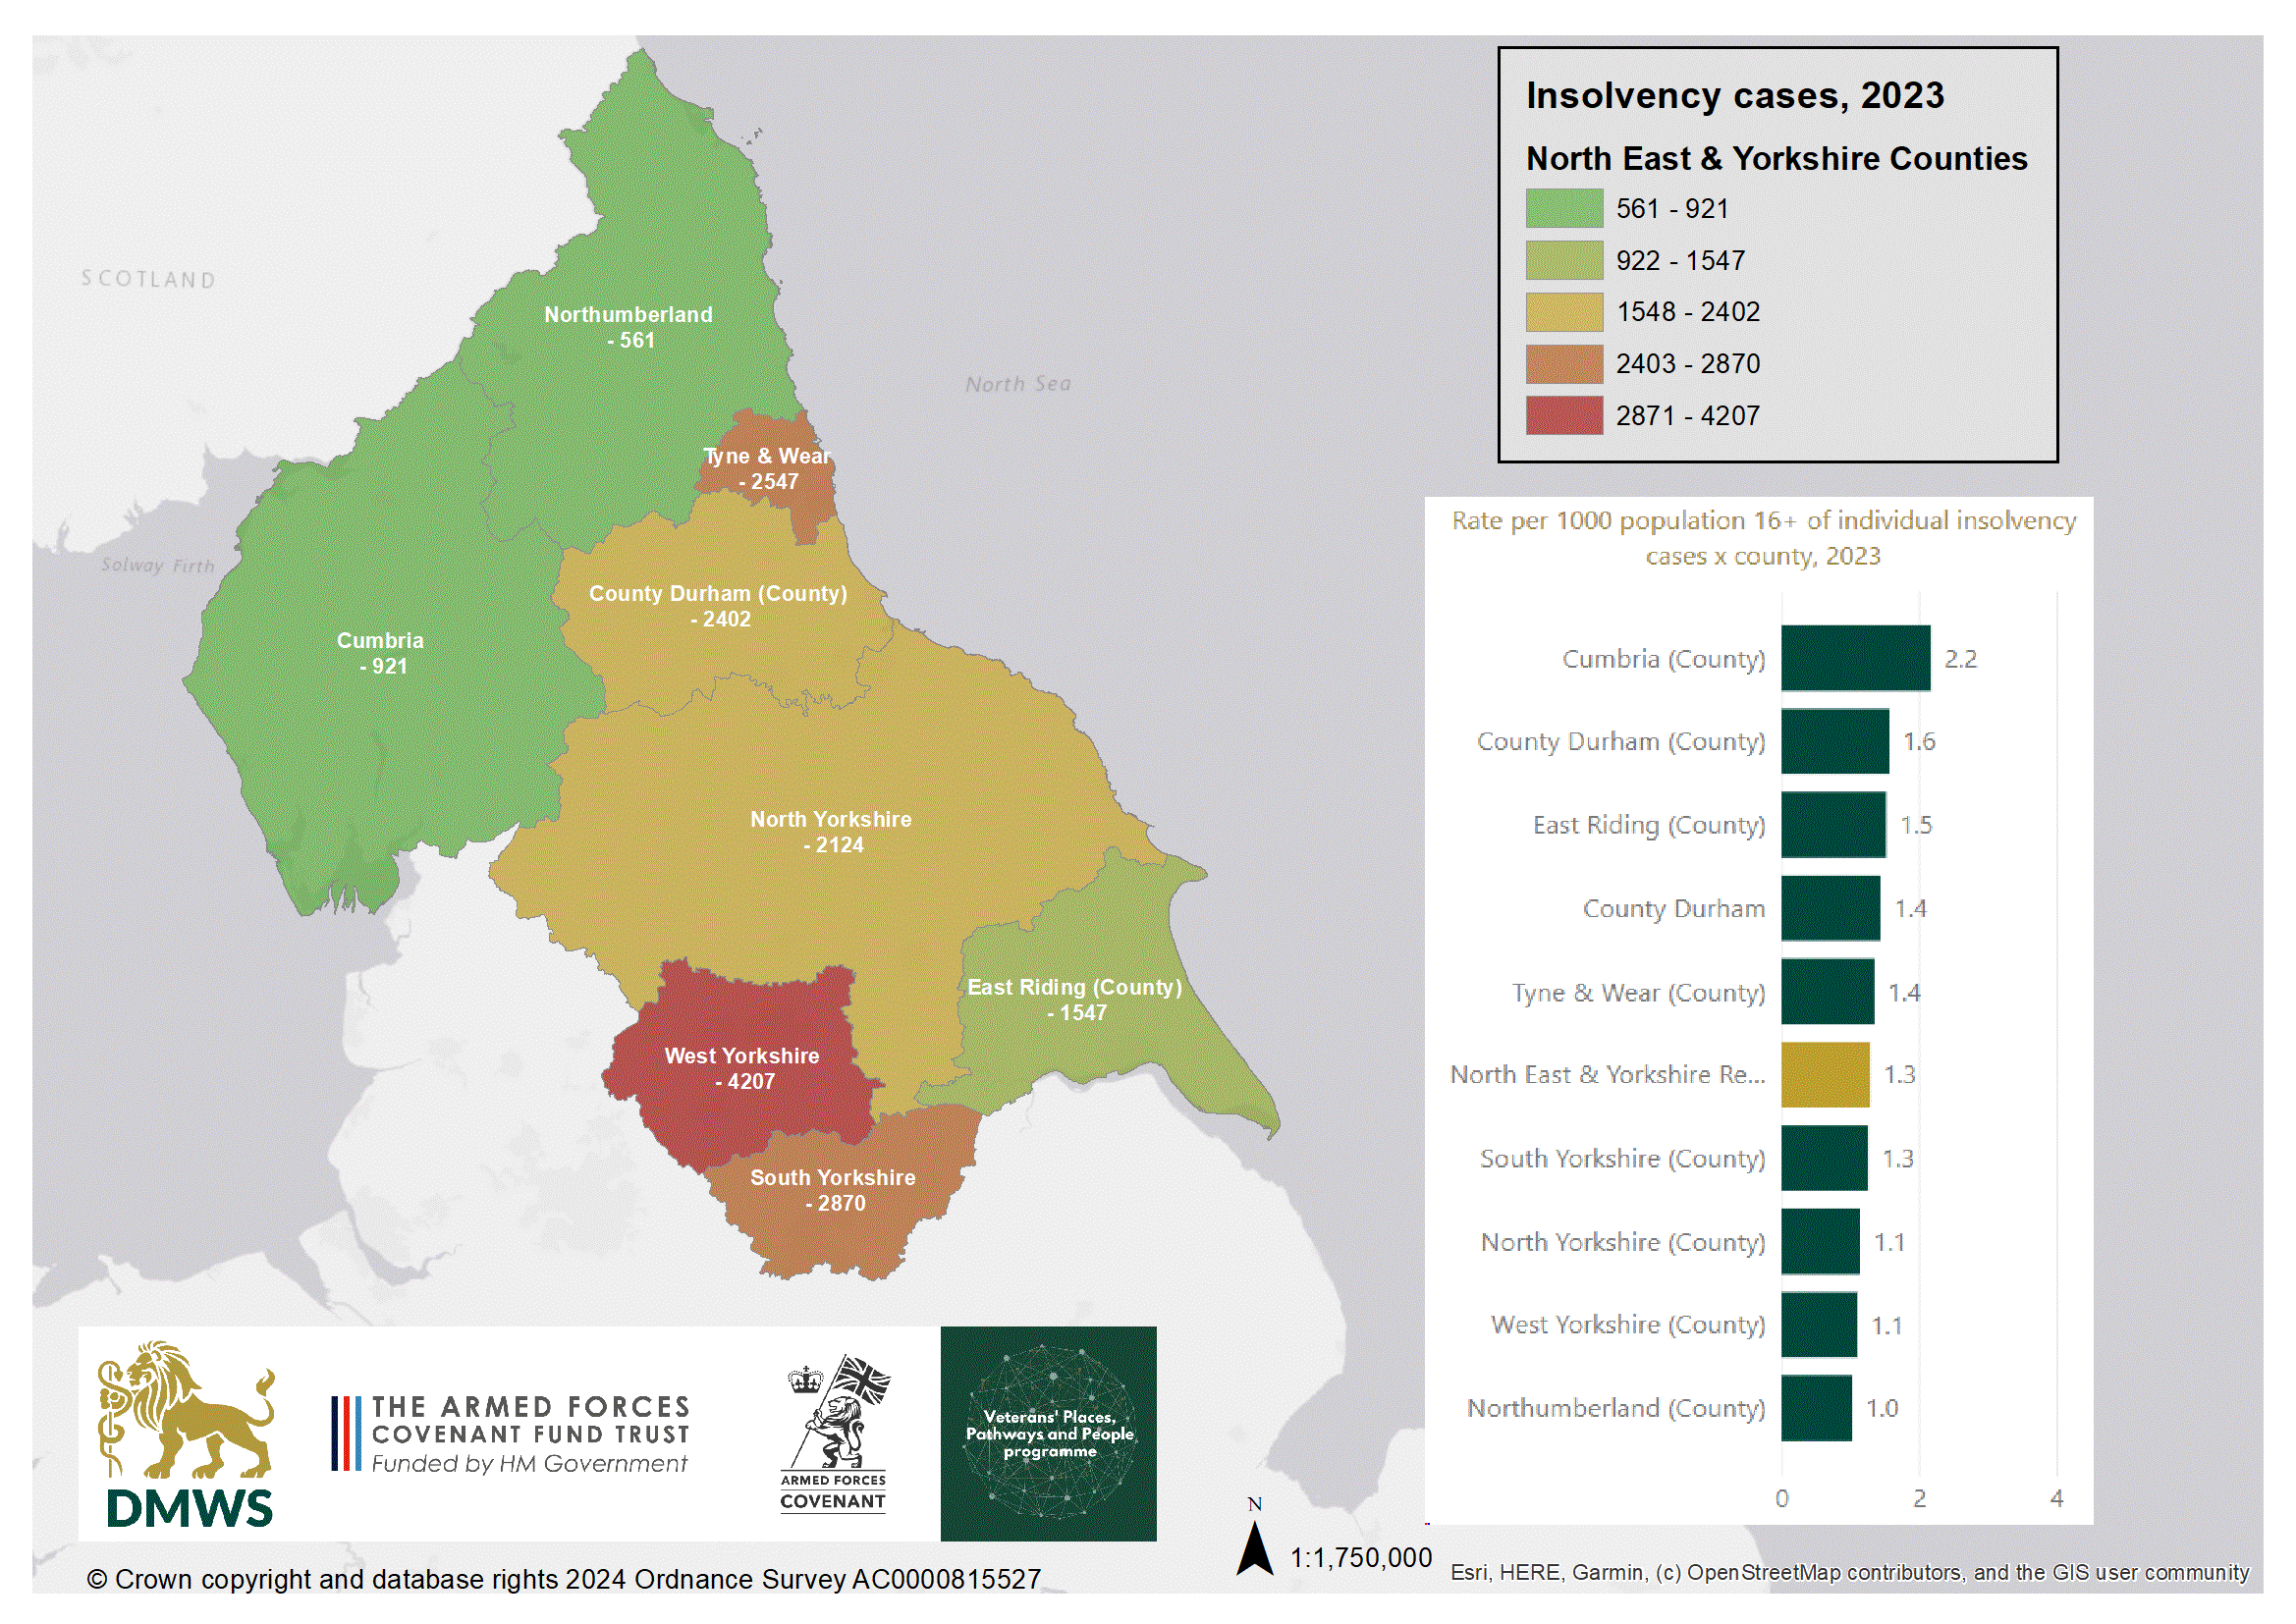 Insolvency cases, 2023
North East & Yorkshire Counties
561 - 921
922 - 1547
1548 - 2402
2403 - 2870
2871 - 4207
SCOTLAND
North Sea
Solway Firth
Northumberland
- 561
Tyne & Wear
- 2547
County Durham (County)
- 2402
Cumbria
- 921
North Yorkshire
- 2124
East Riding (County)
- 1547
West Yorkshire
- 4207
South Yorkshire
- 2870
Rate per 1000 population 16+ of individual insolvency
cases x county, 2023
Cumbria (County) 2.2
County Durham (County) 1.6
East Riding (County) 1.5
County Durham 1.4
Tyne & Wear (County) 1.4
North East & Yorkshire Re... 1.3
South Yorkshire (County) 1.3
North Yorkshire (County) 1.1
West Yorkshire (County) 1.1
Northumberland (County) 1.0
0 2 4
DMWS
THE ARMED FORCES
COVENANT FUND TRUST
Funded by HM Government
ARMED FORCES
COVENANT
Veterans' Places,
Pathways and People
programme
N
1:1,750,000
© Crown copyright and database rights 2024 Ordnance Survey AC0000815527
Esri, HERE, Garmin, (c) OpenStreetMap contributors, and the GIS user community